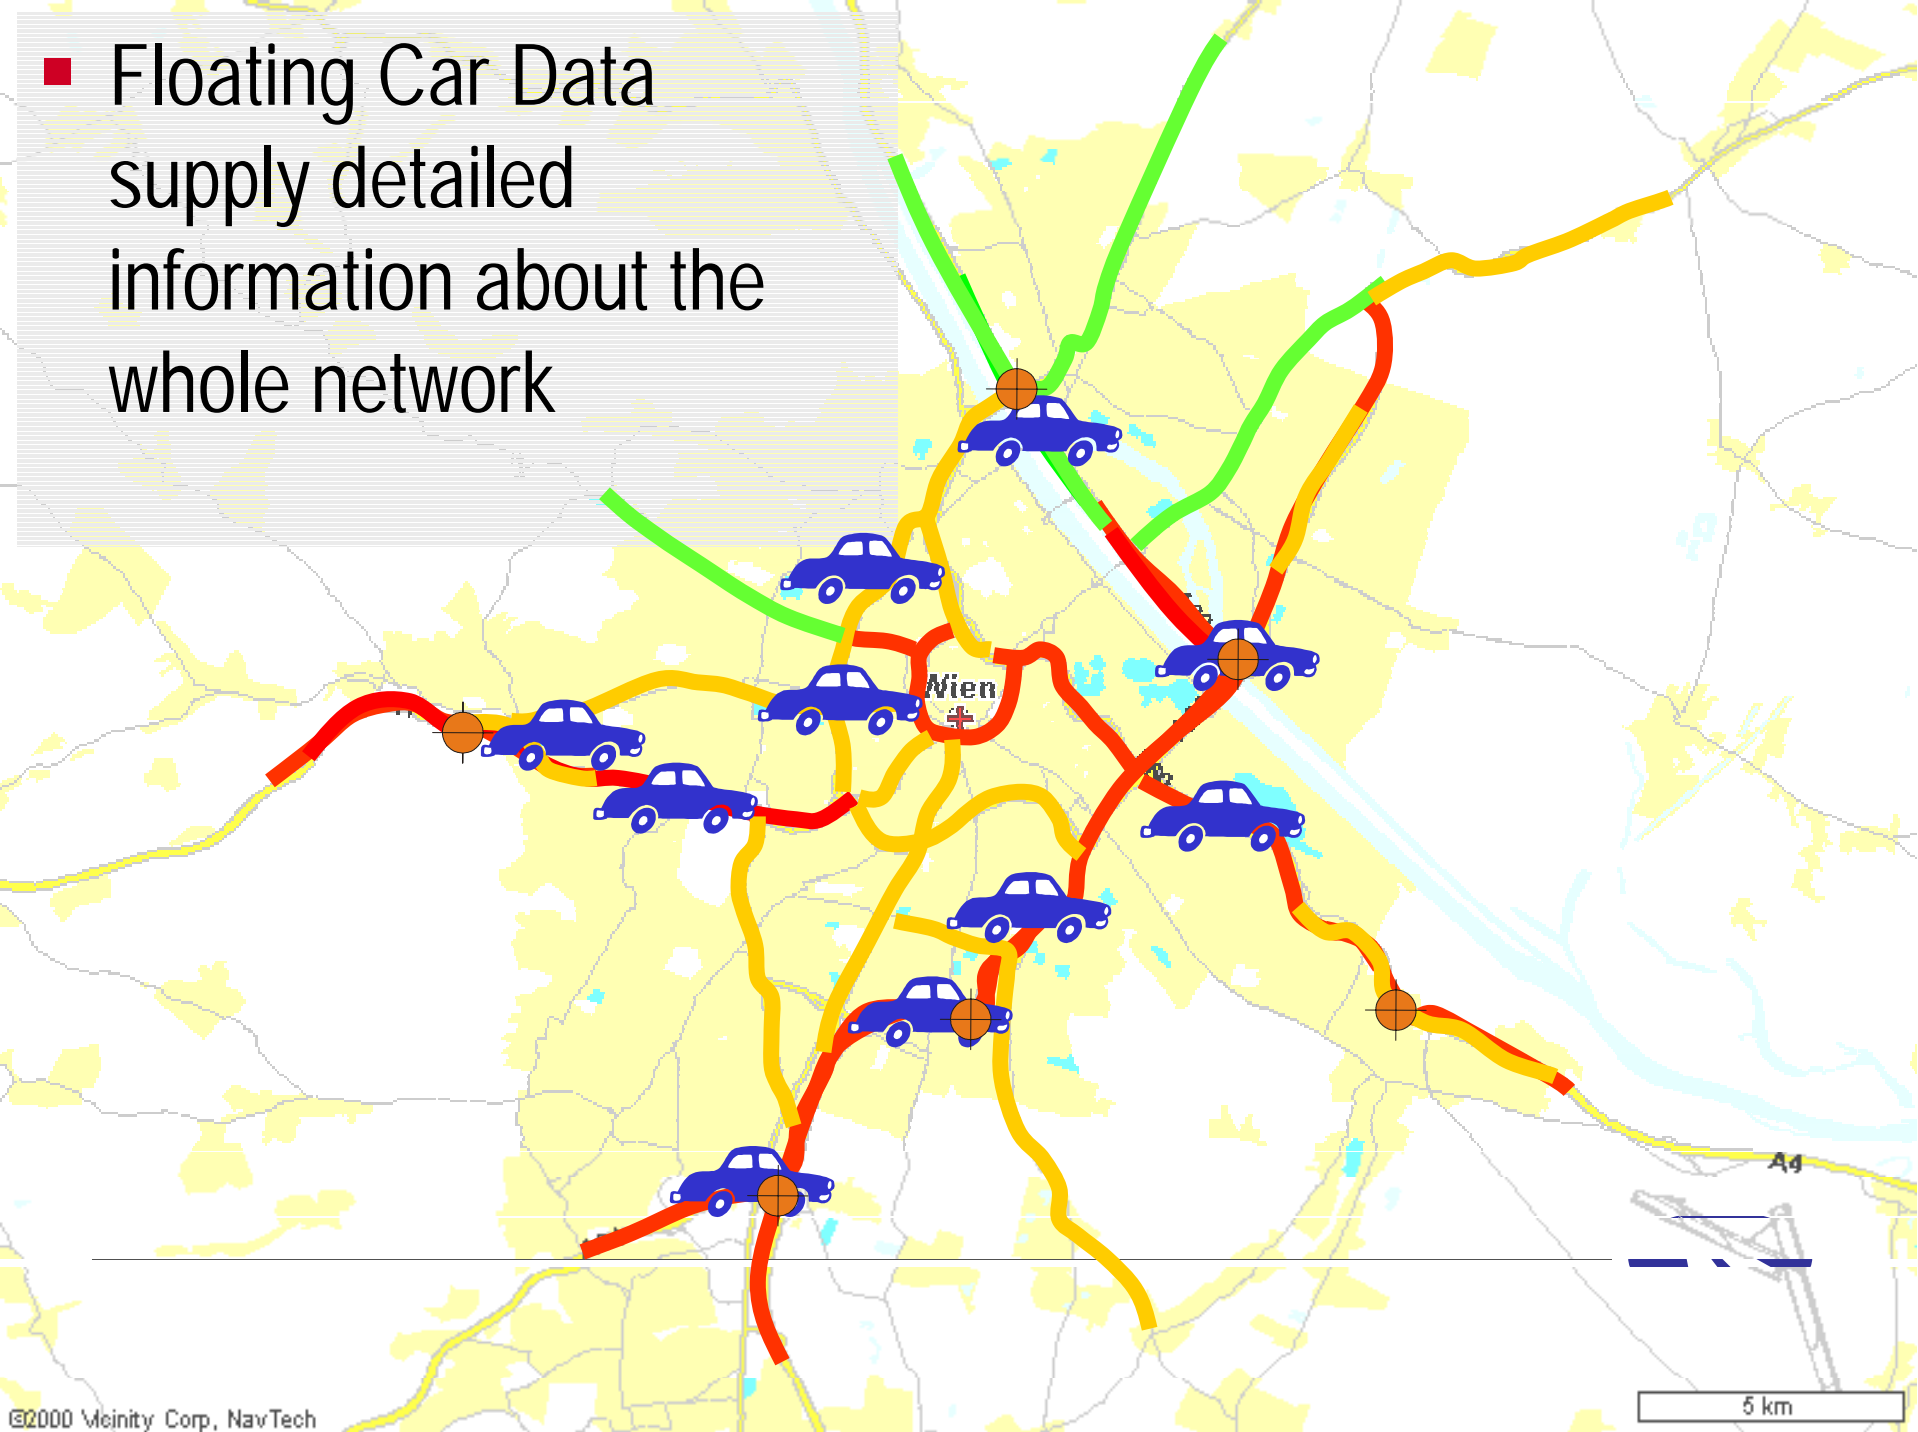 Floating Car Data
supply detailed
information about the
whole network
Wien
A4
5 km
©2000 Vicinity Corp, NavTech